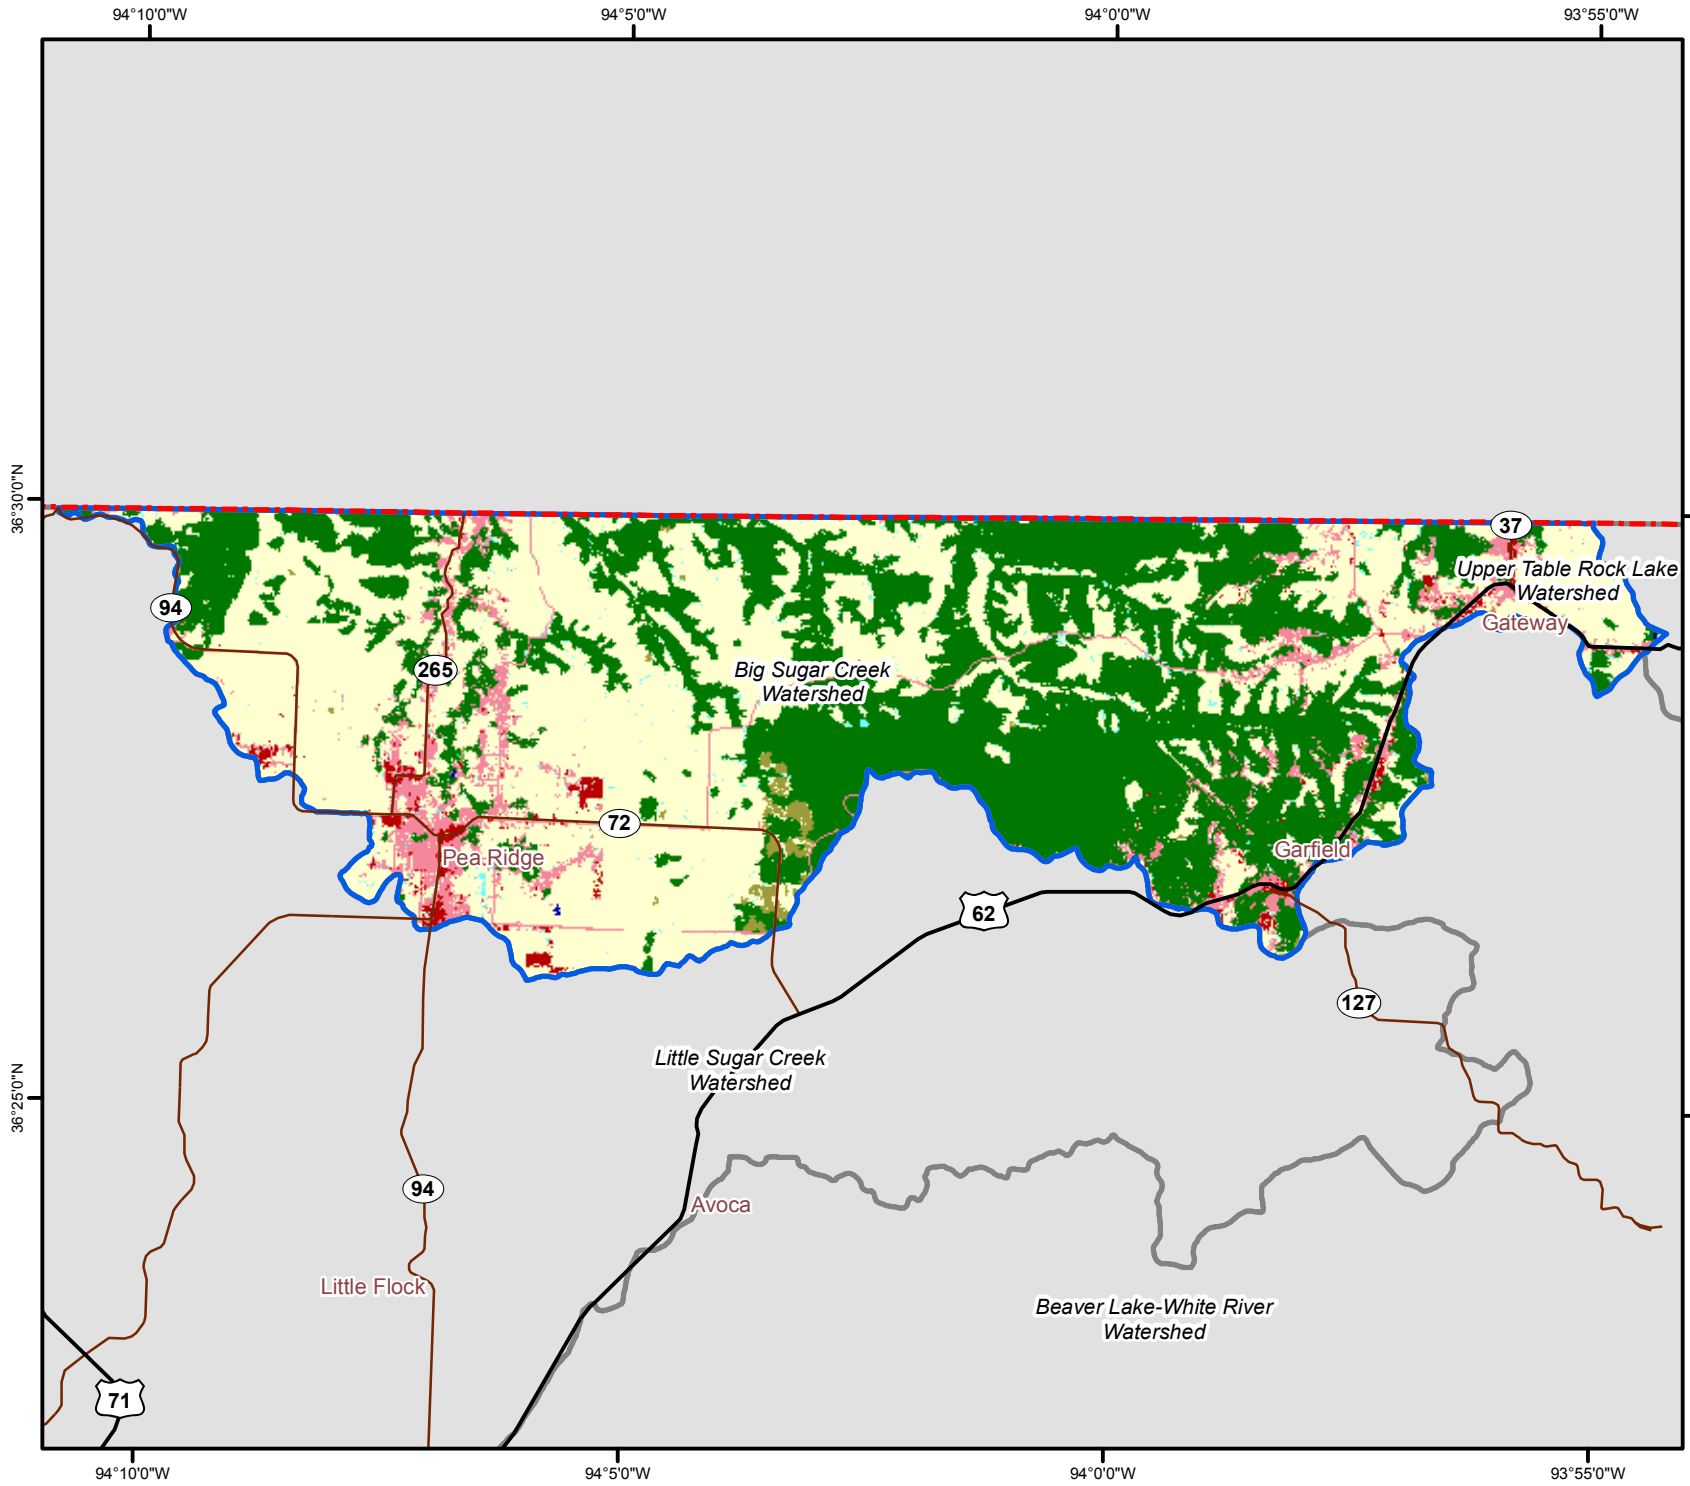 94°10'0"W
94°5'0"W
94°0'0"W
93°55'0"W
36°30'0"N
37
Upper Table Rock Lake
Watershed
94
Gateway
265
Big Sugar Creek
Watershed
72
Pea Ridge
Garfield
62
127
Little Sugar Creek
Watershed
36°25'0"N
94
Avoca
Little Flock
Beaver Lake-White River
Watershed
71
94°10'0"W
94°5'0"W
94°0'0"W
93°55'0"W